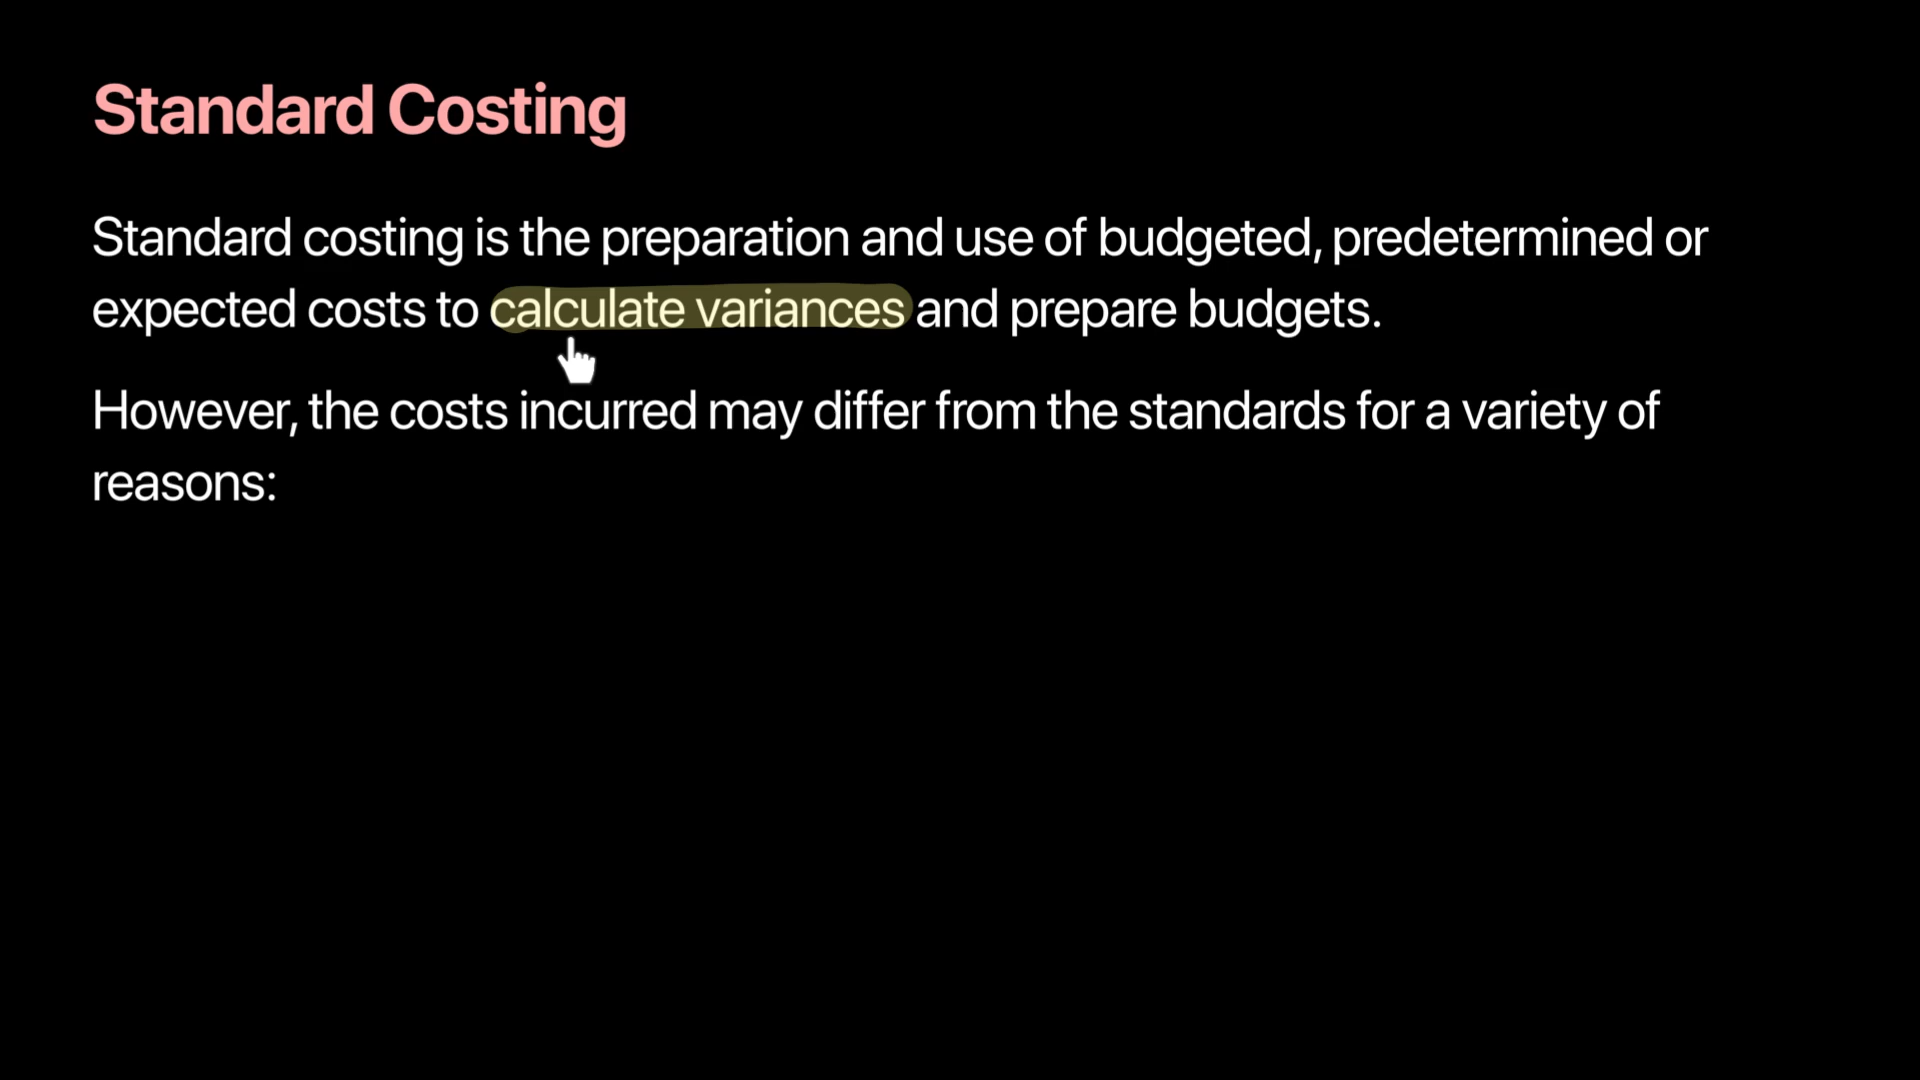 Standard Costing
Standard costing is the preparation and use of budgeted, predetermined or
expected costs to calculate variances and prepare budgets.
However, the costs incurred may differ from the standards for a variety of
reasons: